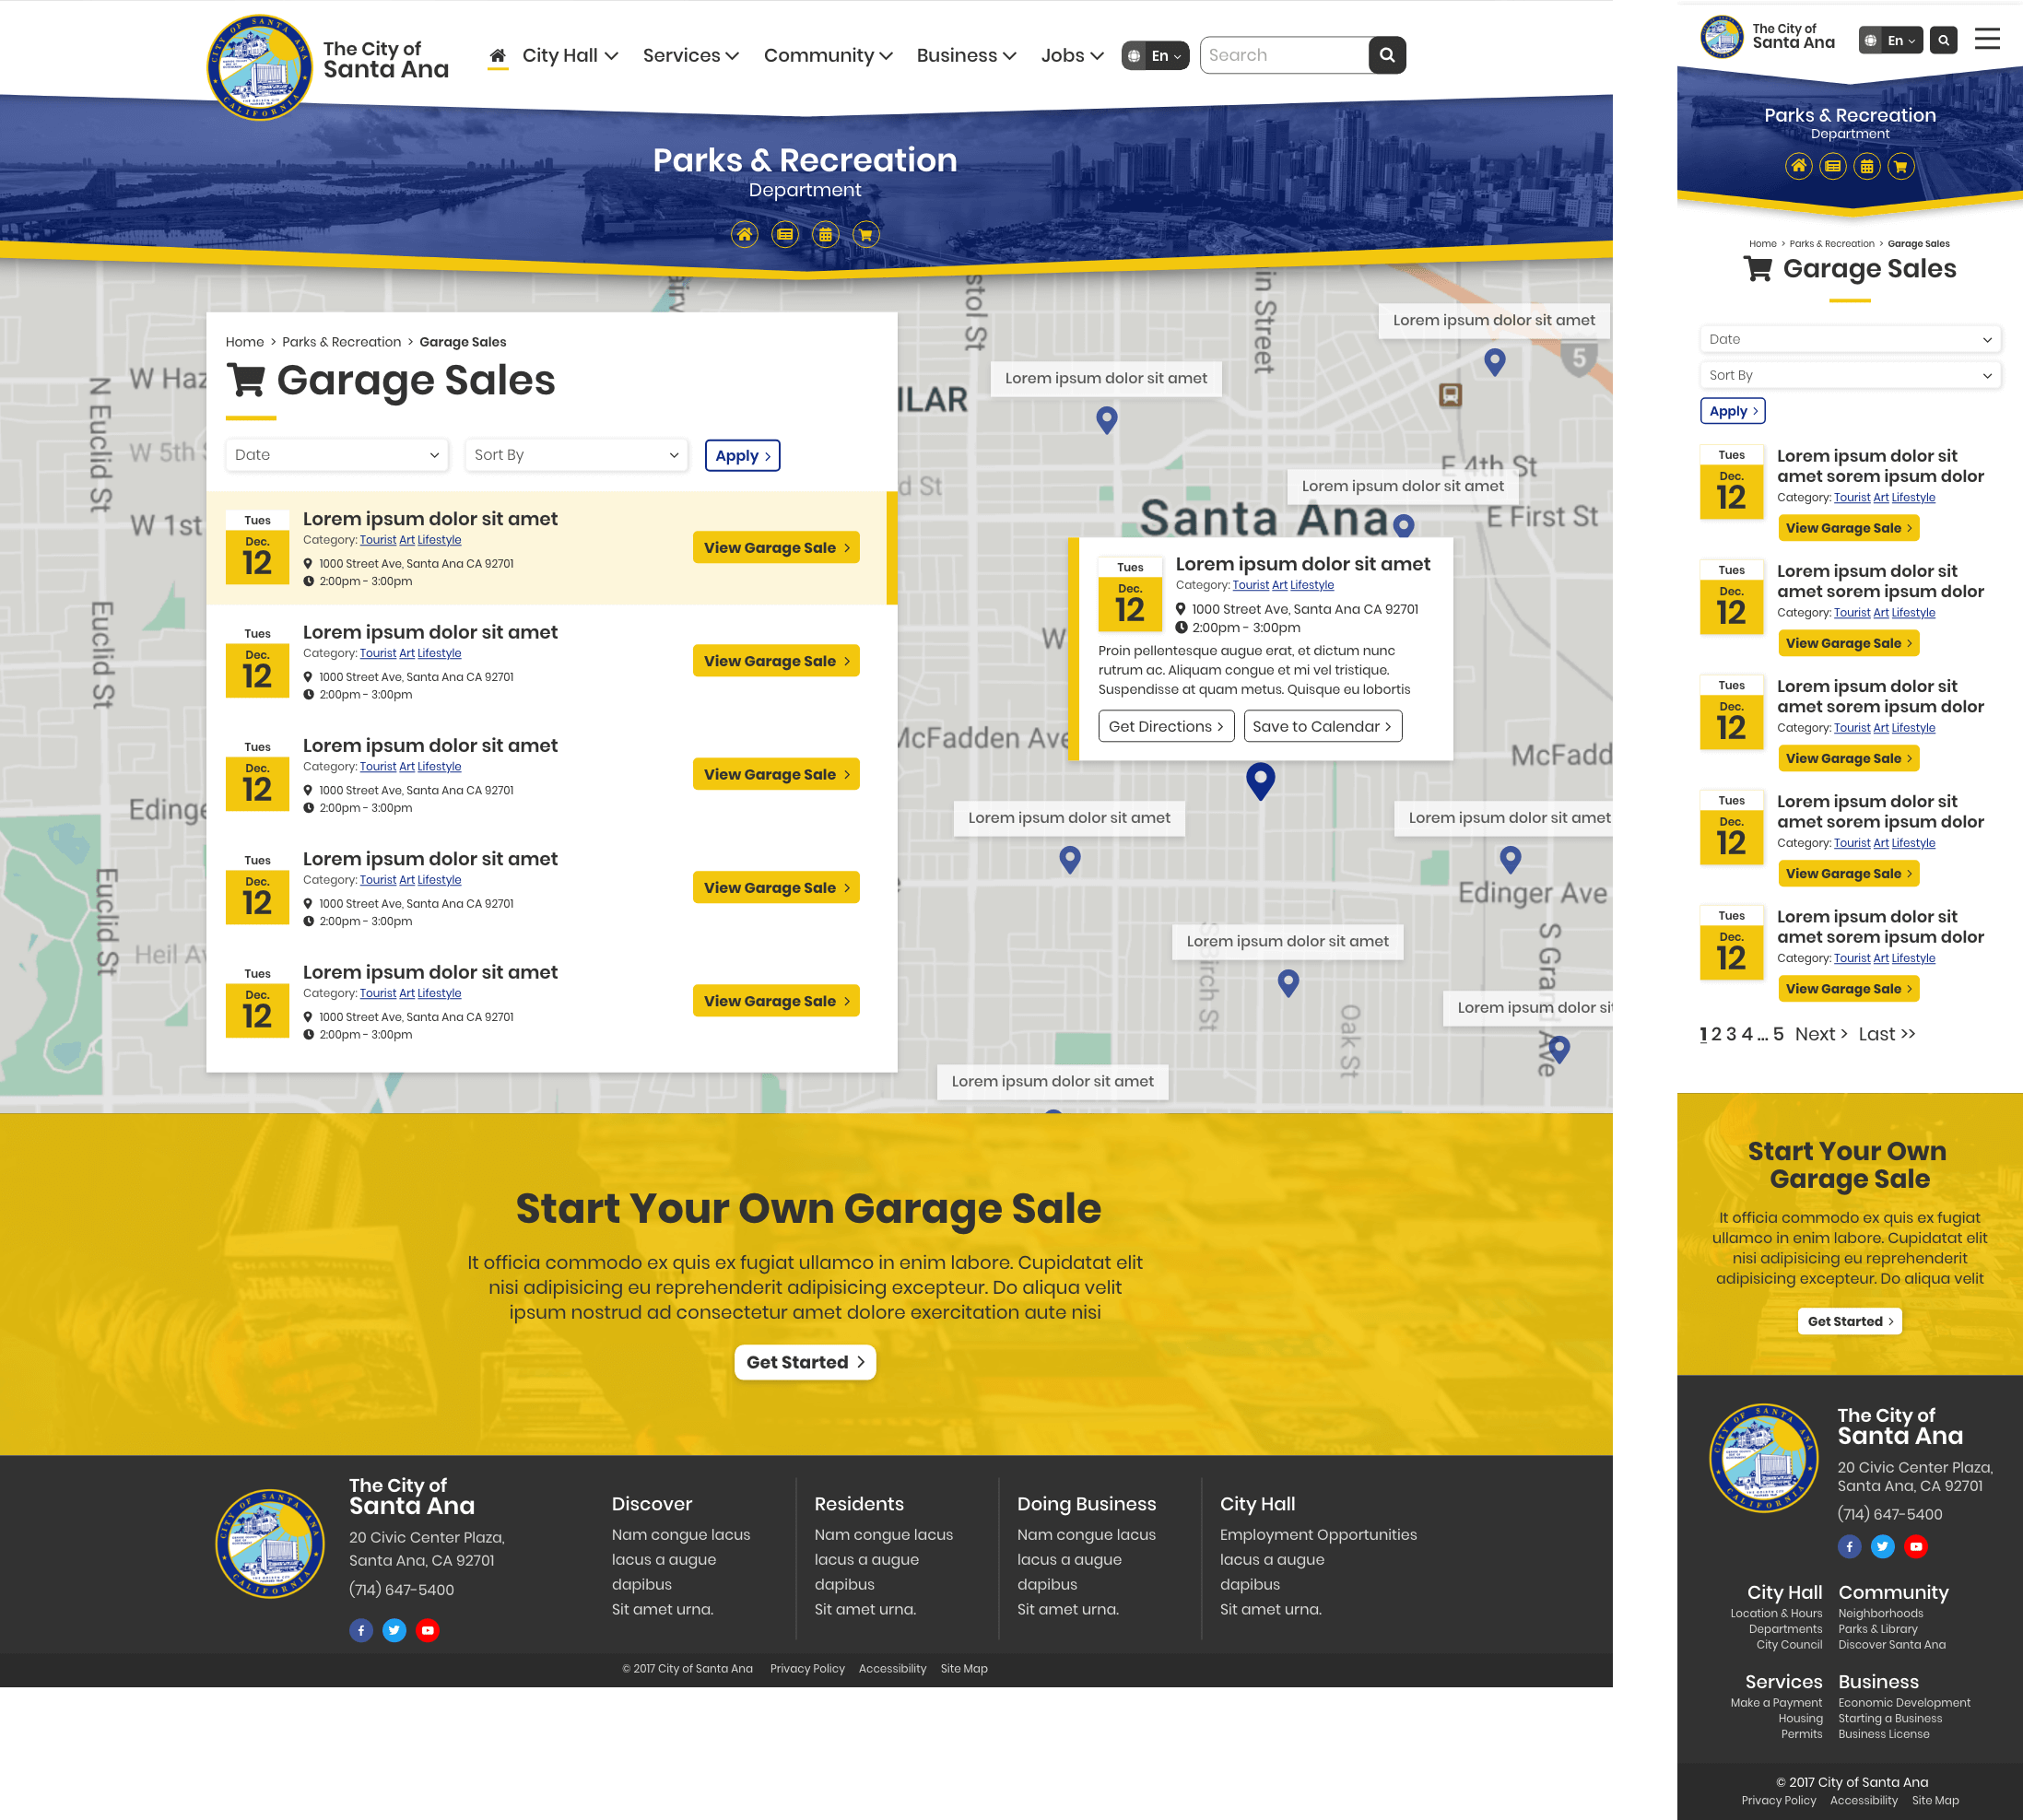 The City of
Santa Ana
City Hall
Services
Community
Business
Jobs
En
Search
Parks & Recreation
Department
Home > Parks & Recreation > Garage Sales
Garage Sales
Date
Sort By
Apply >
Tues
Dec.
12
Lorem ipsum dolor sit amet
Category: Tourist Art Lifestyle
1000 Street Ave, Santa Ana CA 92701
2:00pm - 3:00pm
View Garage Sale >
Tues
Dec.
12
Lorem ipsum dolor sit amet
Category: Tourist Art Lifestyle
1000 Street Ave, Santa Ana CA 92701
2:00pm - 3:00pm
View Garage Sale >
Tues
Dec.
12
Lorem ipsum dolor sit amet
Category: Tourist Art Lifestyle
1000 Street Ave, Santa Ana CA 92701
2:00pm - 3:00pm
View Garage Sale >
Tues
Dec.
12
Lorem ipsum dolor sit amet
Category: Tourist Art Lifestyle
1000 Street Ave, Santa Ana CA 92701
2:00pm - 3:00pm
View Garage Sale >
Tues
Dec.
12
Lorem ipsum dolor sit amet
Category: Tourist Art Lifestyle
1000 Street Ave, Santa Ana CA 92701
2:00pm - 3:00pm
View Garage Sale >
N Euclid St
W Haz
W 5th S
W 1st
Euclid St
Edinge
Euclid St
Heil Av
stol St
in Street
5
ILAR
d St
E 4th St
Santa Ana
E First St
W
McFadden Ave
McFadd
Edinger Ave
S Birch St
Oak St
S Grand Ave
Lorem ipsum dolor sit amet
Lorem ipsum dolor sit amet
Lorem ipsum dolor sit amet
Tues
Dec.
12
Lorem ipsum dolor sit amet
Category: Tourist Art Lifestyle
1000 Street Ave, Santa Ana CA 92701
2:00pm - 3:00pm
Proin pellentesque augue erat, et dictum nunc
rutrum ac. Aliquam congue et mi vel tristique.
Suspendisse at quam metus. Quisque eu lobortis
Get Directions >
Save to Calendar >
Lorem ipsum dolor sit amet
Lorem ipsum dolor sit amet
Lorem ipsum dolor sit amet
Lorem ipsum dolor sit
Lorem ipsum dolor sit amet
Start Your Own Garage Sale
It officia commodo ex quis ex fugiat ullamco in enim labore. Cupidatat elit
nisi adipisicing eu reprehenderit adipisicing excepteur. Do aliqua velit
ipsum nostrud ad consectetur amet dolore exercitation aute nisi
Get Started >
CITY OF SANTA ANA
CALIFORNIA
The City of
Santa Ana
20 Civic Center Plaza,
Santa Ana, CA 92701
(714) 647-5400
Discover
Nam congue lacus
lacus a augue
dapibus
Sit amet urna.
Residents
Nam congue lacus
lacus a augue
dapibus
Sit amet urna.
Doing Business
Nam congue lacus
lacus a augue
dapibus
Sit amet urna.
City Hall
Employment Opportunities
lacus a augue
dapibus
Sit amet urna.
© 2017 City of Santa Ana
Privacy Policy
Accessibility
Site Map
The City of
Santa Ana
En
Parks & Recreation
Department
Home > Parks & Recreation > Garage Sales
Garage Sales
Date
Sort By
Apply >
Tues
Dec.
12
Lorem ipsum dolor sit
amet sorem ipsum dolor
Category: Tourist Art Lifestyle
View Garage Sale >
Tues
Dec.
12
Lorem ipsum dolor sit
amet sorem ipsum dolor
Category: Tourist Art Lifestyle
View Garage Sale >
Tues
Dec.
12
Lorem ipsum dolor sit
amet sorem ipsum dolor
Category: Tourist Art Lifestyle
View Garage Sale >
Tues
Dec.
12
Lorem ipsum dolor sit
amet sorem ipsum dolor
Category: Tourist Art Lifestyle
View Garage Sale >
Tues
Dec.
12
Lorem ipsum dolor sit
amet sorem ipsum dolor
Category: Tourist Art Lifestyle
View Garage Sale >
1 2 3 4 ... 5 Next > Last >>
Start Your Own
Garage Sale
It officia commodo ex quis ex fugiat
ullamco in enim labore. Cupidatat elit
nisi adipisicing eu reprehenderit
adipisicing excepteur. Do aliqua velit
Get Started >
CITY OF SANTA ANA
CALIFORNIA
The City of
Santa Ana
20 Civic Center Plaza,
Santa Ana, CA 92701
(714) 647-5400
City Hall
Location & Hours
Departments
City Council
Community
Neighborhoods
Parks & Library
Discover Santa Ana
Services
Make a Payment
Housing
Permits
Business
Economic Development
Starting a Business
Business License
© 2017 City of Santa Ana
Privacy Policy
Accessibility
Site Map